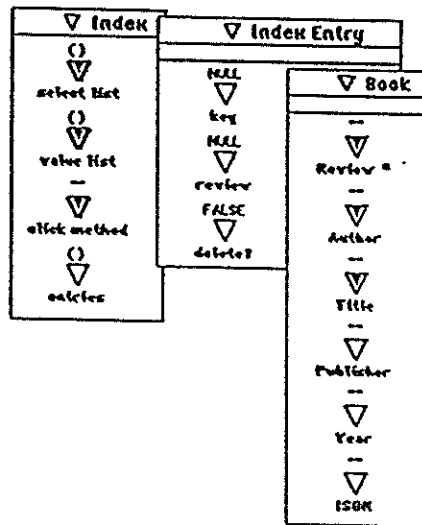 Index
()
select list
()
value list
--
click method
()
entries
Index Entry
NULL
key
NULL
review
FALSE
delete?
Book
--
Review #
--
Author
--
Title
--
Publisher
--
Year
--
ISBN